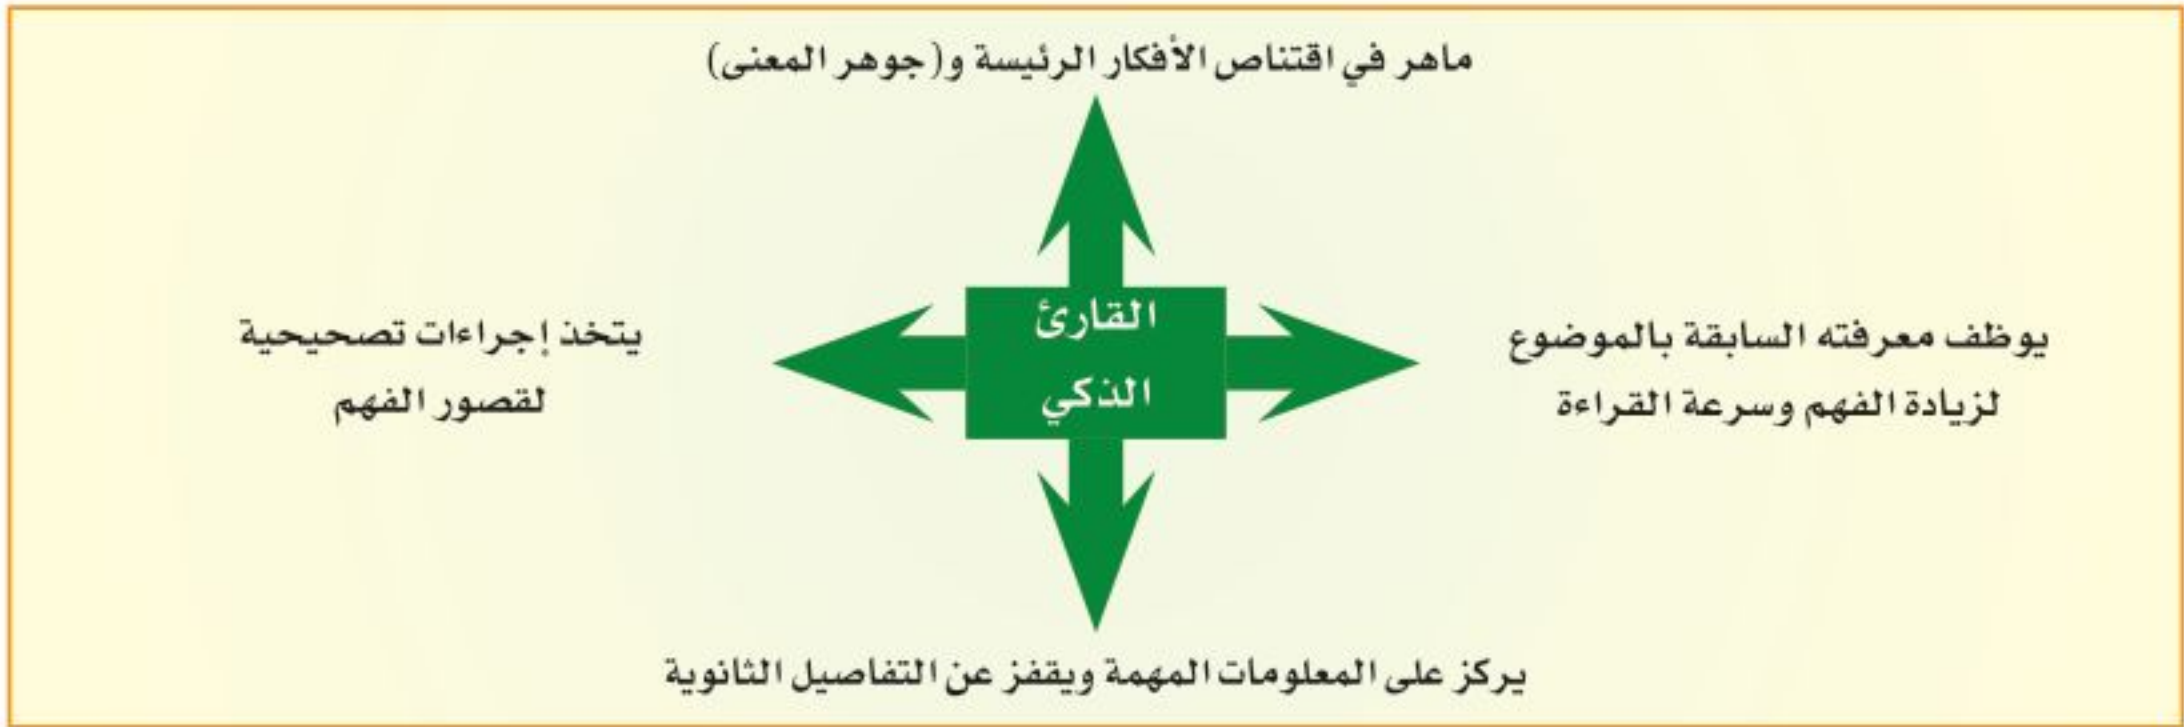 ماهر في اقتناص الأفكار الرئيسة و(جوهر المعنى)
القارئ
الذكي
يوظف معرفته السابقة بالموضوع
لزيادة الفهم وسرعة القراءة
يتخذ إجراءات تصحيحية
لقصور الفهم
يركز على المعلومات المهمة ويقفز عن التفاصيل الثانوية